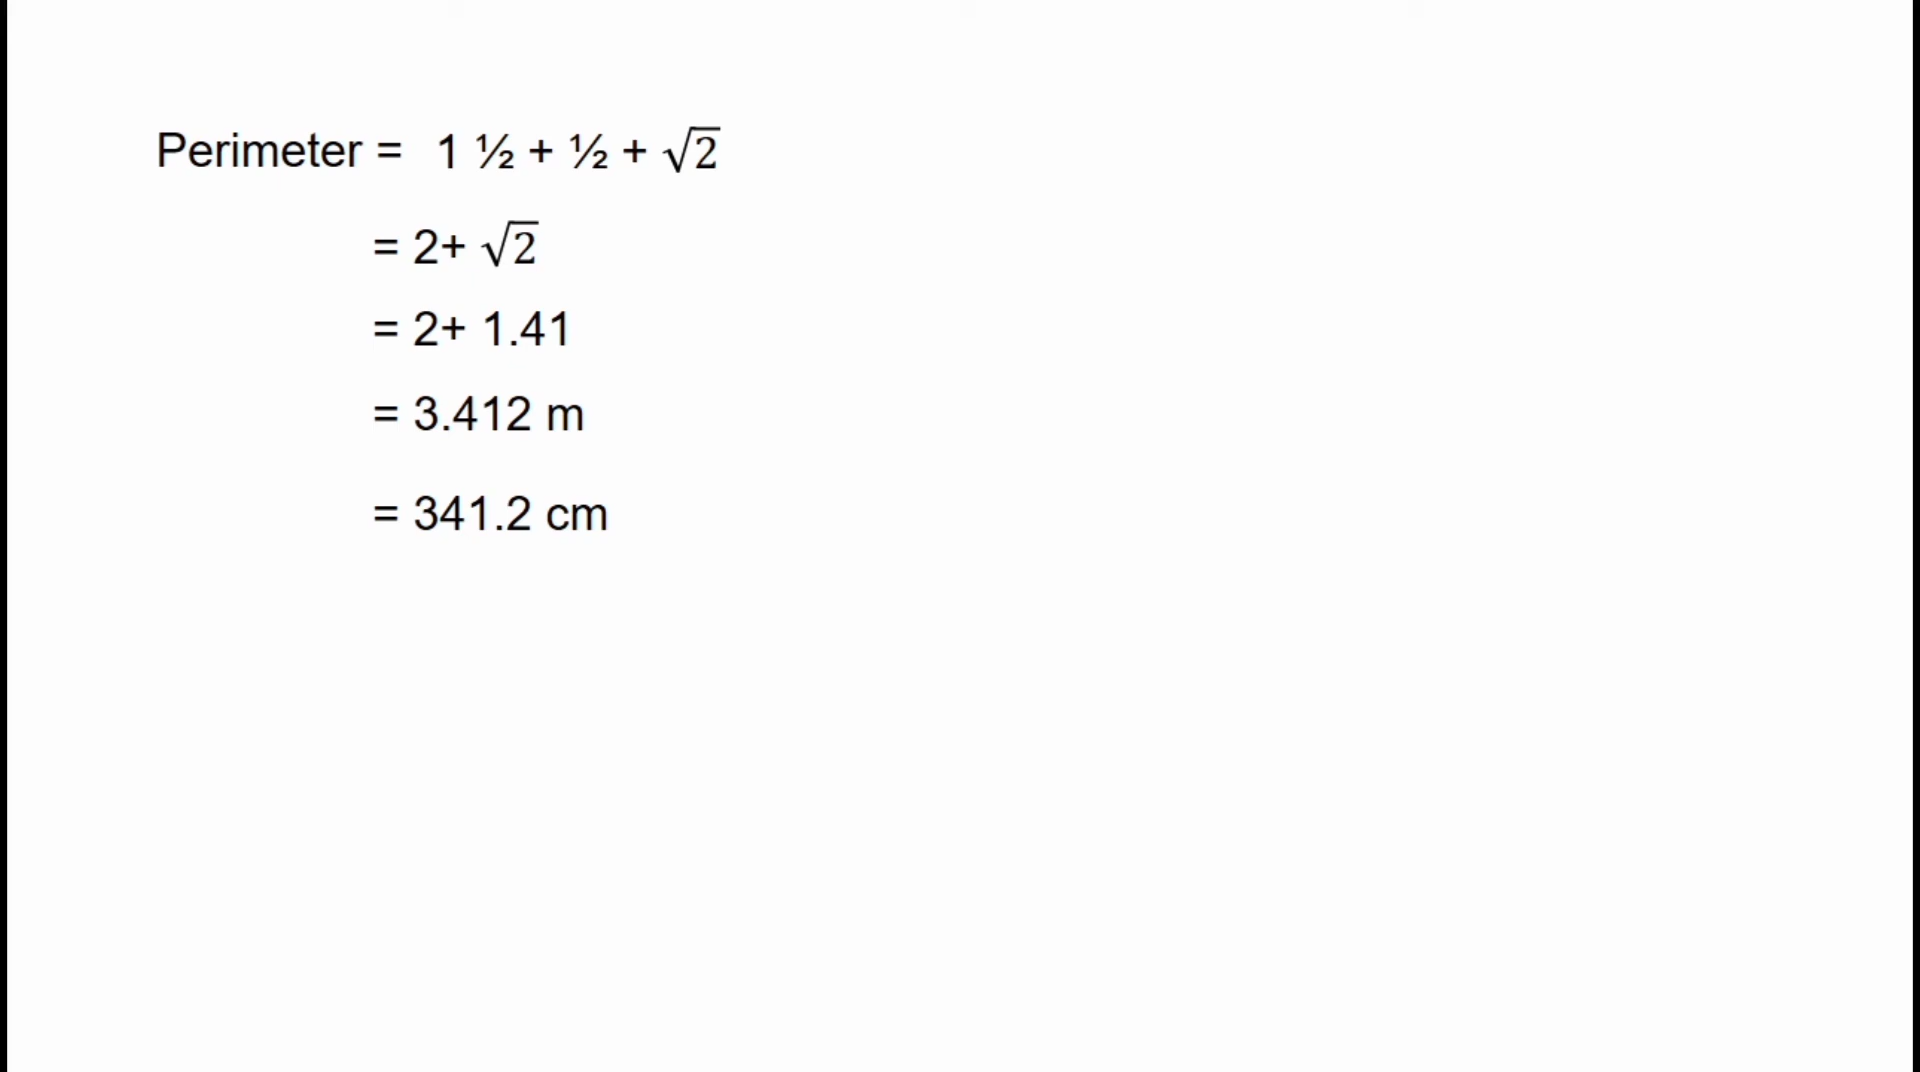 Perimeter = 1 ½ + ½ + √2
= 2+ √2
= 2+ 1.41
= 3.412 m
= 341.2 cm